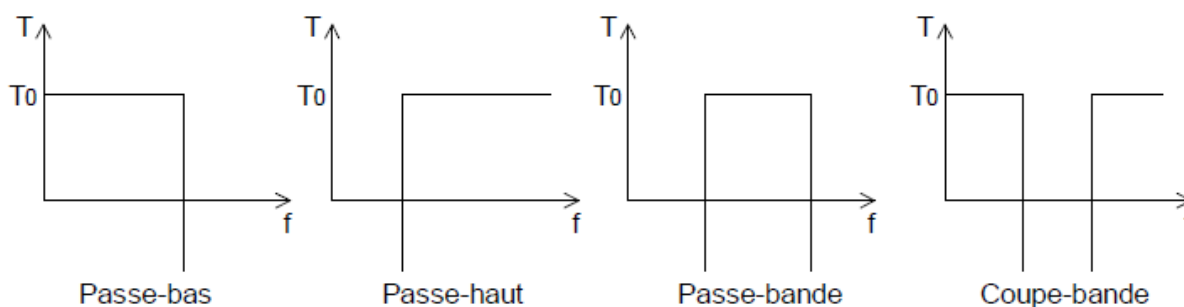 T
T0
f
Passe-bas
T
T0
f
Passe-haut
T
T0
f
Passe-bande
T
T0
Coupe-bande